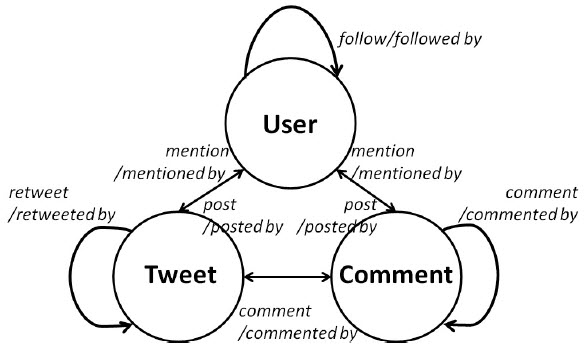 follow/followed by
User
mention
/mentioned by
mention
/mentioned by
retweet
/retweeted by
comment
/commented by
post
/posted by
post
/posted by
Tweet
Comment
comment
/commented by